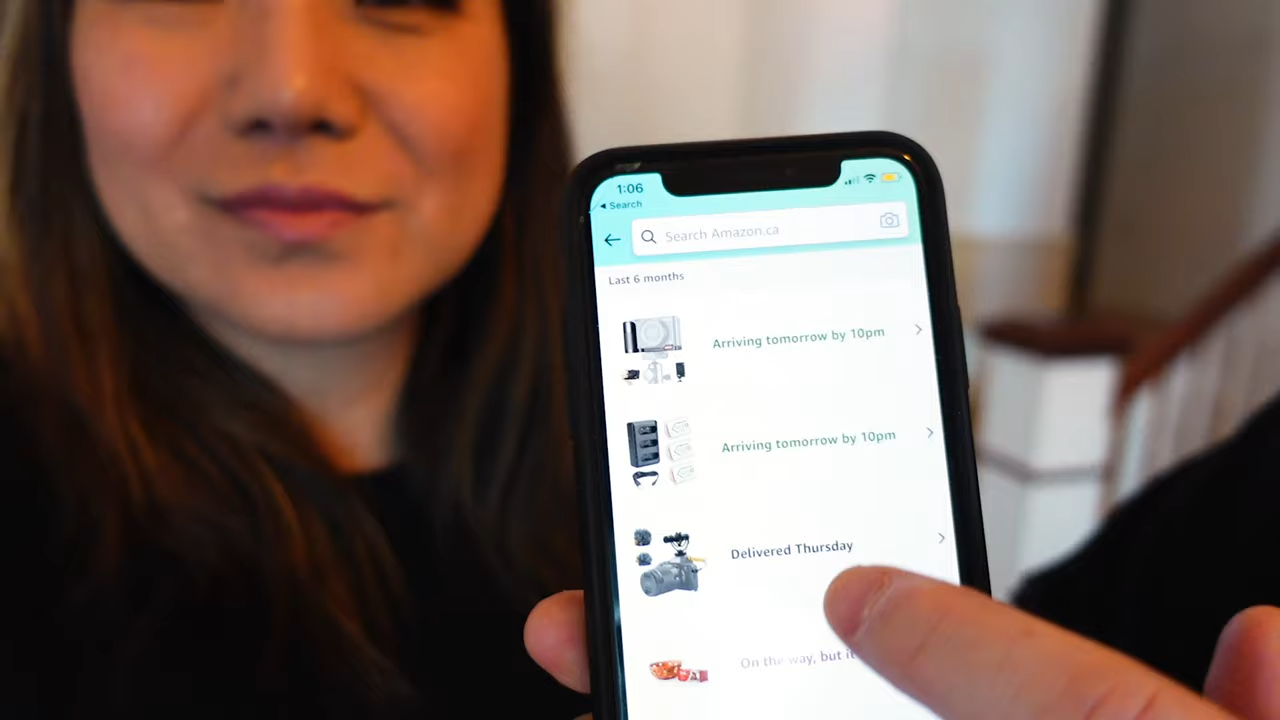 1:06
Search
Search Amazon.ca
Last 6 months
Arriving tomorrow by 10pm
Arriving tomorrow by 10pm
Delivered Thursday
On the way, but